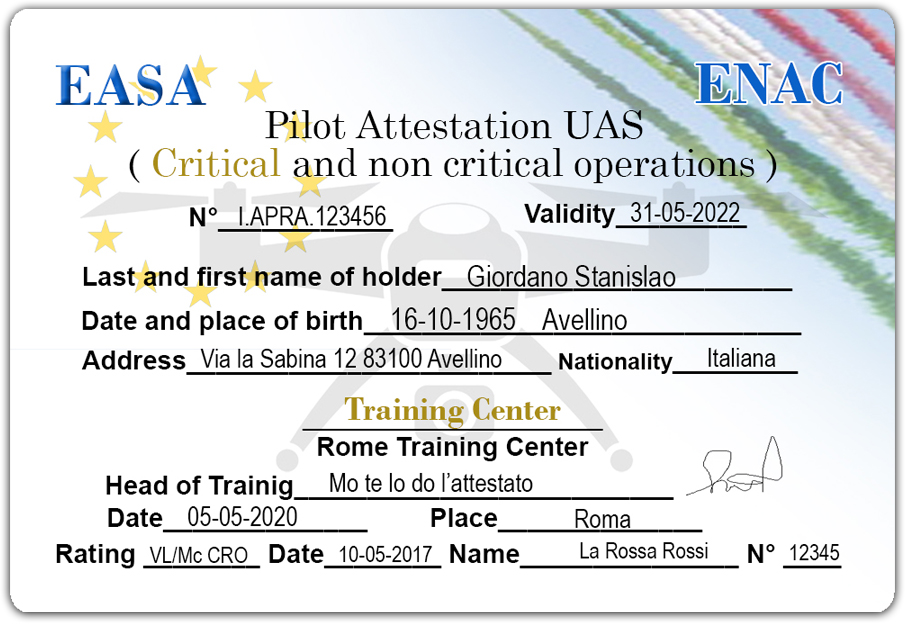 EASA ENAC
Pilot Attestation UAS
( Critical and non critical operations )
N° I.APRA.123456 Validity 31-05-2022
Last and first name of holder Giordano Stanislao
Date and place of birth 16-10-1965 Avellino
Address Via la Sabina 12 83100 Avellino Nationality Italiana
Training Center
Rome Training Center
Head of Trainig Mo te lo do l'attestato
Date 05-05-2020 Place Roma
Rating VL/Mc CRO Date 10-05-2017 Name La Rossa Rossi N° 12345